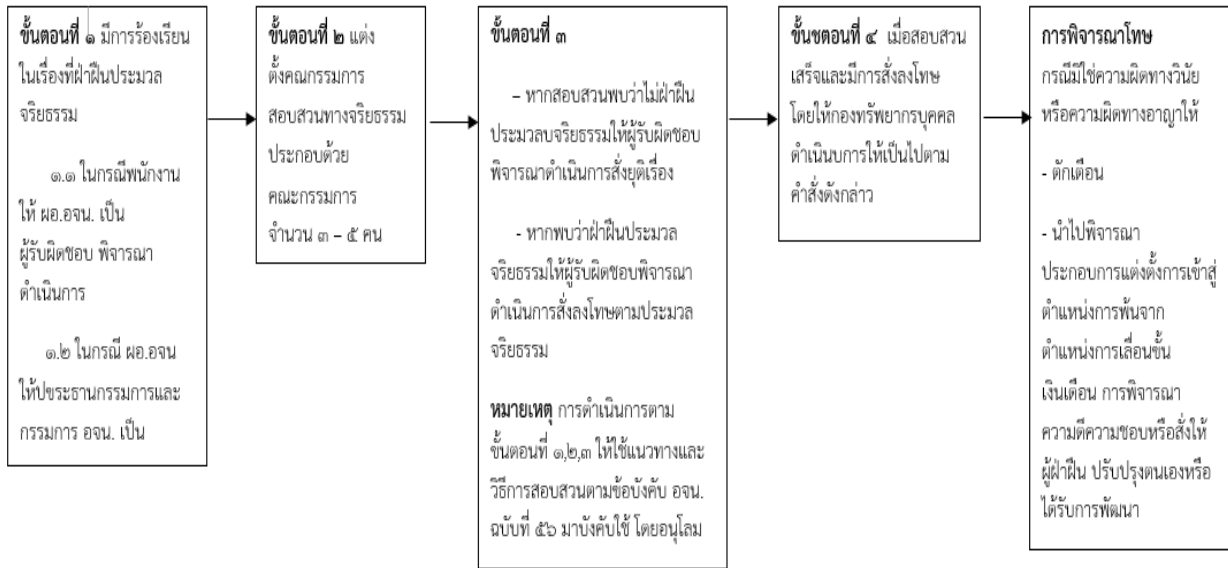 ขั้นตอนที่ ๑ มีการร้องเรียน
ในเรื่องที่ฝ่าฝืนประมวล
จริยธรรม
๑.๑ ในกรณีพนักงาน
ให้ ผอ.อจน. เป็น
ผู้รับผิดชอบ พิจารณา
ดำเนินการ
๑.๒ ในกรณี ผอ.อจน
ให้ปขระธานกรรมการและ
กรรมการ อจน. เป็น
ขั้นตอนที่ ๒ แต่ง
ตั้งคณกรรมการ
สอบสวนทางจริยธรรม
ประกอบด้วย
คณะกรรมการ
จำนวน ๓ – ๕ คน
ขั้นตอนที่ ๓
– หากสอบสวนพบว่าไม่ฝ่าฝืน
ประมวลบจริยธรรมให้ผู้รับผิดชอบ
พิจารณาดำเนินการสั่งยุติเรื่อง
- หากพบว่าฝ่าฝืนประมวล
จริยธรรมให้ผู้รับผิดชอบพิจารณา
ดำเนินการสั่งลงโทษตามประมวล
จริยธรรม
หมายเหตุ การดำเนินการตาม
ขั้นตอนที่ ๑,๒,๓ ให้ใช้แนวทางและ
วิธีการสอบสวนตามข้อบังคับ อจน.
ฉบับที่ ๕๖ มาบังคับใช้ โดยอนุโลม
ขั้นชตอนที่ ๔ เมื่อสอบสวน
เสร็จและมีการสั่งลงโทษ
โดยให้กองทรัพยากรบุคคล
ดำเนินบการให้เป็นไปตาม
คำสั่งดังกล่าว
การพิจารณาโทษ
กรณีมิใช่ความผิดทางวินัย
หรือความผิดทางอาญาให้
- ตักเตือน
- นำไปพิจารณา
ประกอบการแต่งตั้งการเข้าสู่
ตำแหน่งการพ้นจาก
ตำแหน่งการเลื่อนขั้น
เงินเดือน การพิจารณา
ความดีความชอบหรือสั่งให้
ผู้ฝ่าฝืน ปรับปรุงตนเองหรือ
ได้รับการพัฒนา